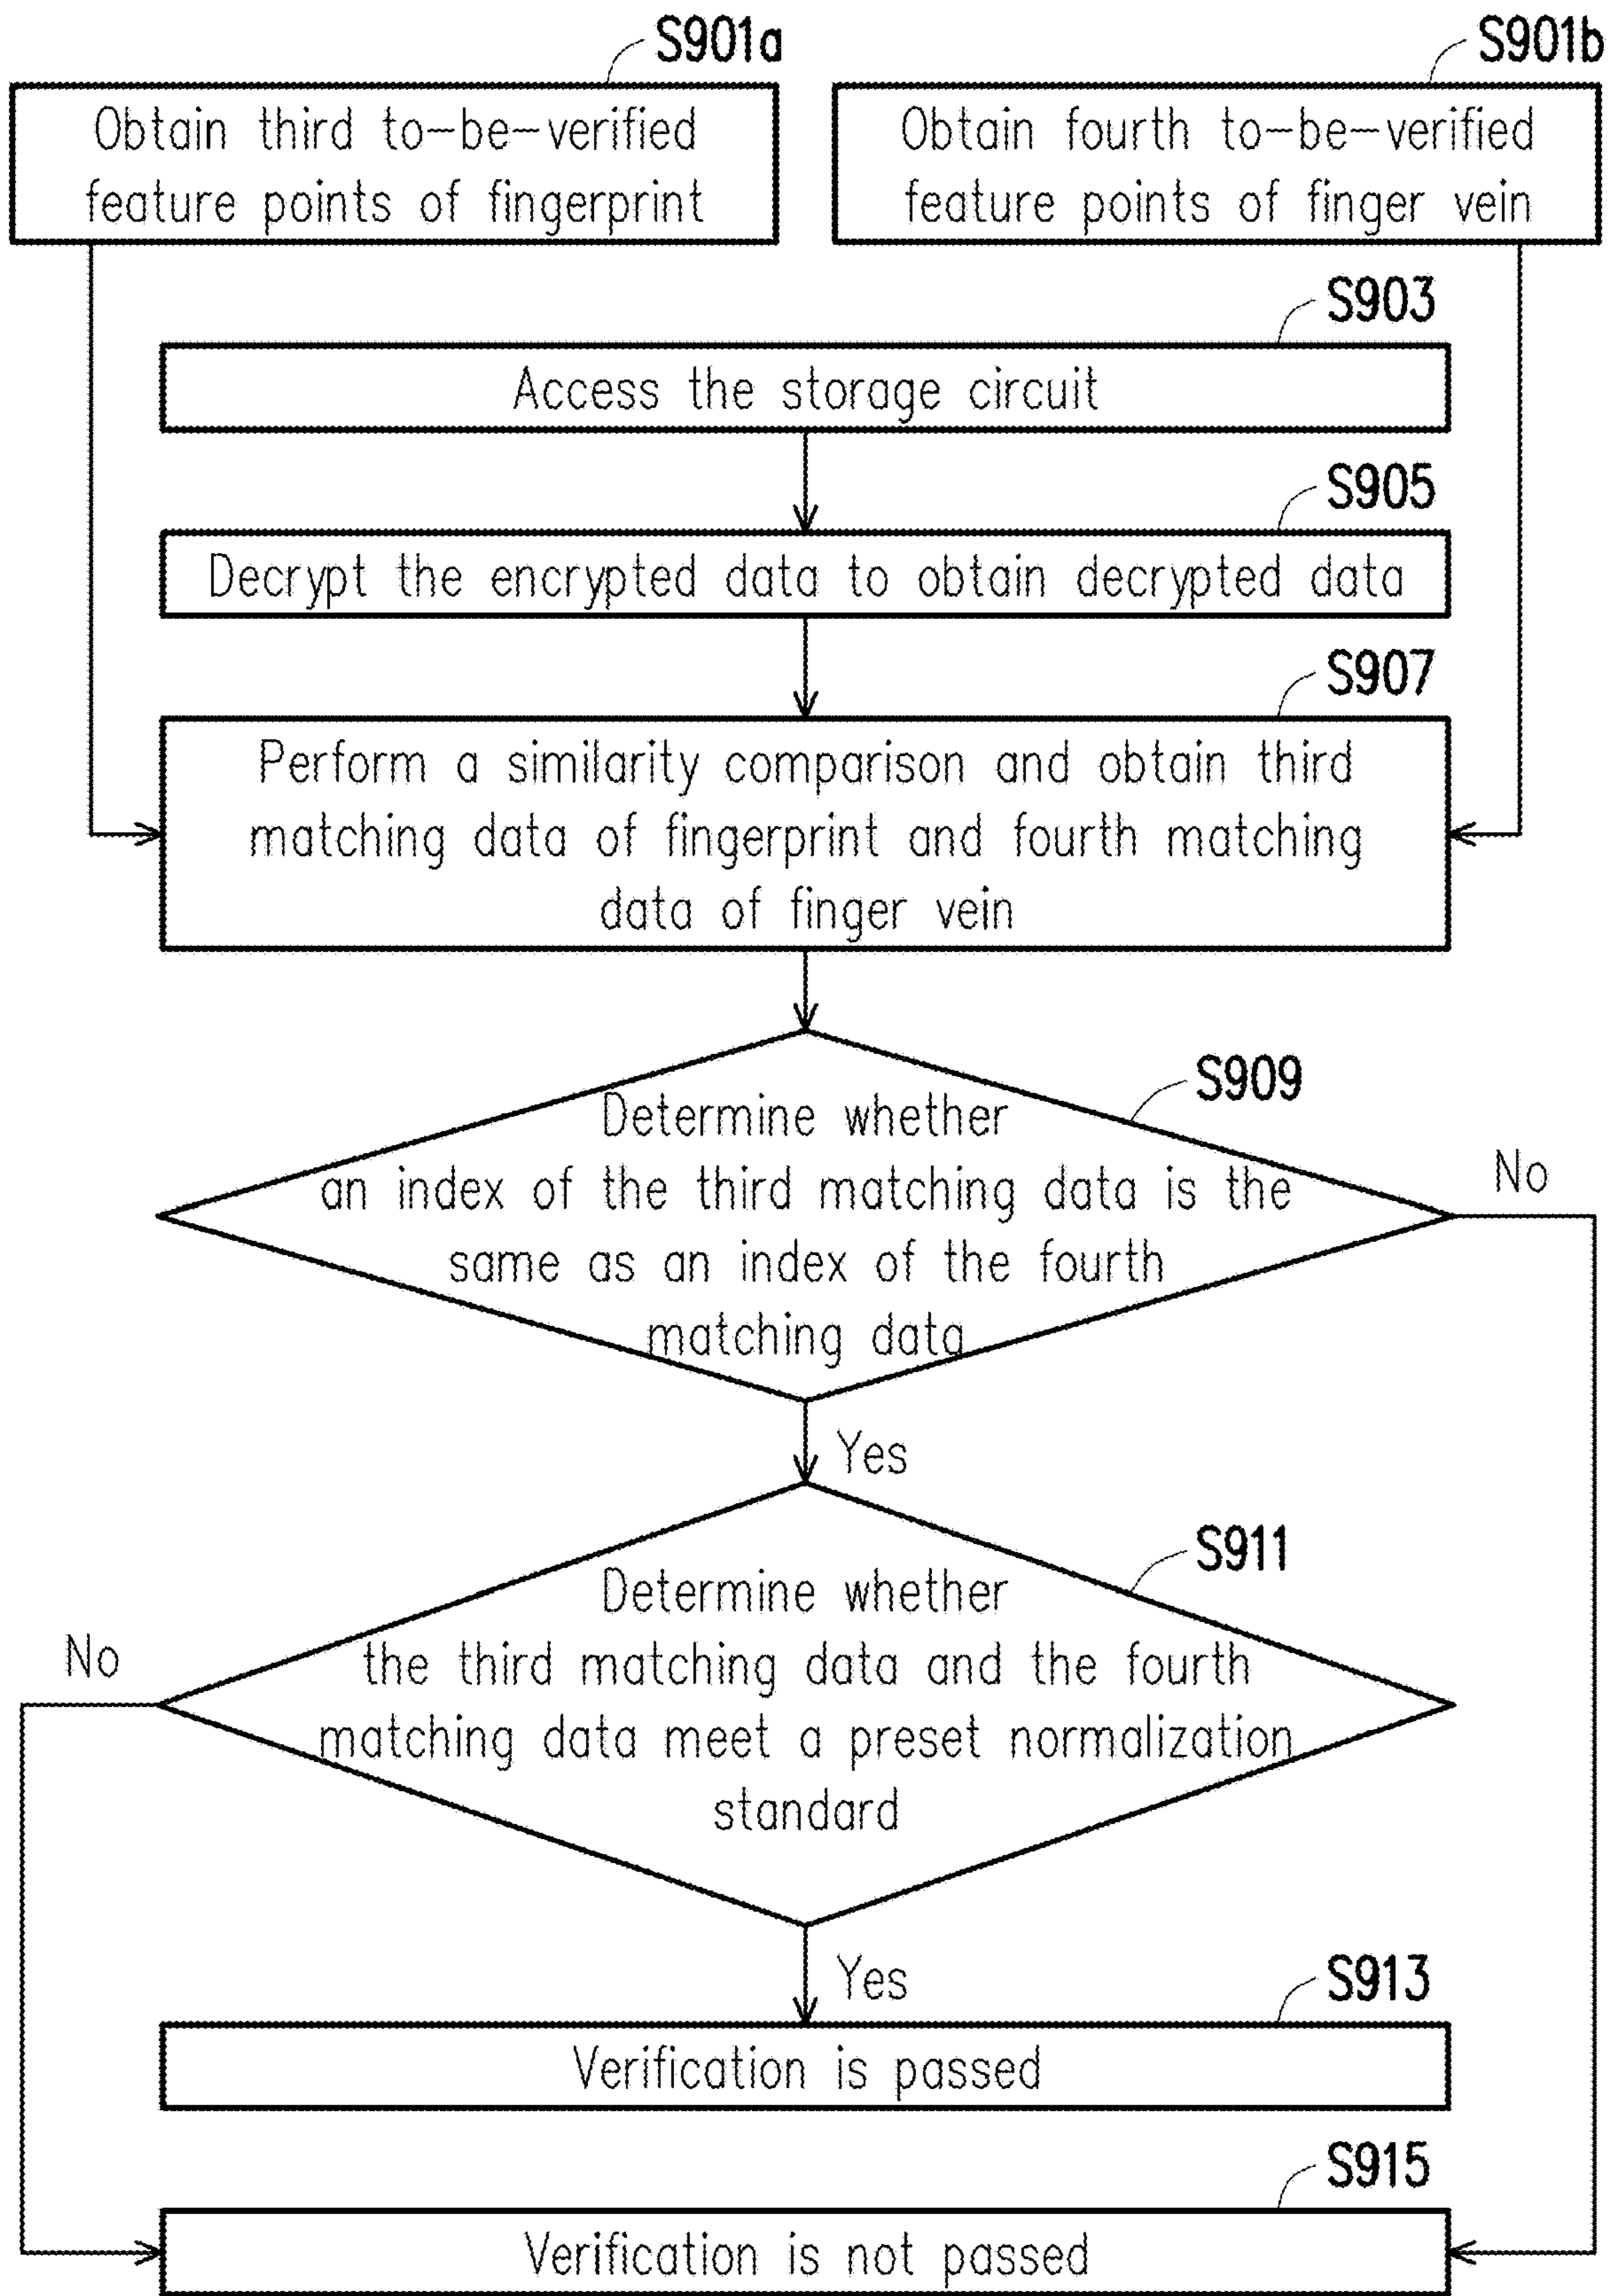 S901a
Obtain third to-be-verified
feature points of fingerprint
S901b
Obtain fourth to-be-verified
feature points of finger vein
S903
Access the storage circuit
S905
Decrypt the encrypted data to obtain decrypted data
S907
Perform a similarity comparison and obtain third
matching data of fingerprint and fourth matching
data of finger vein
S909
Determine whether
an index of the third matching data is the
same as an index of the fourth
matching data
No
Yes
S911
Determine whether
the third matching data and the fourth
matching data meet a preset normalization
standard
No
Yes
S913
Verification is passed
S915
Verification is not passed